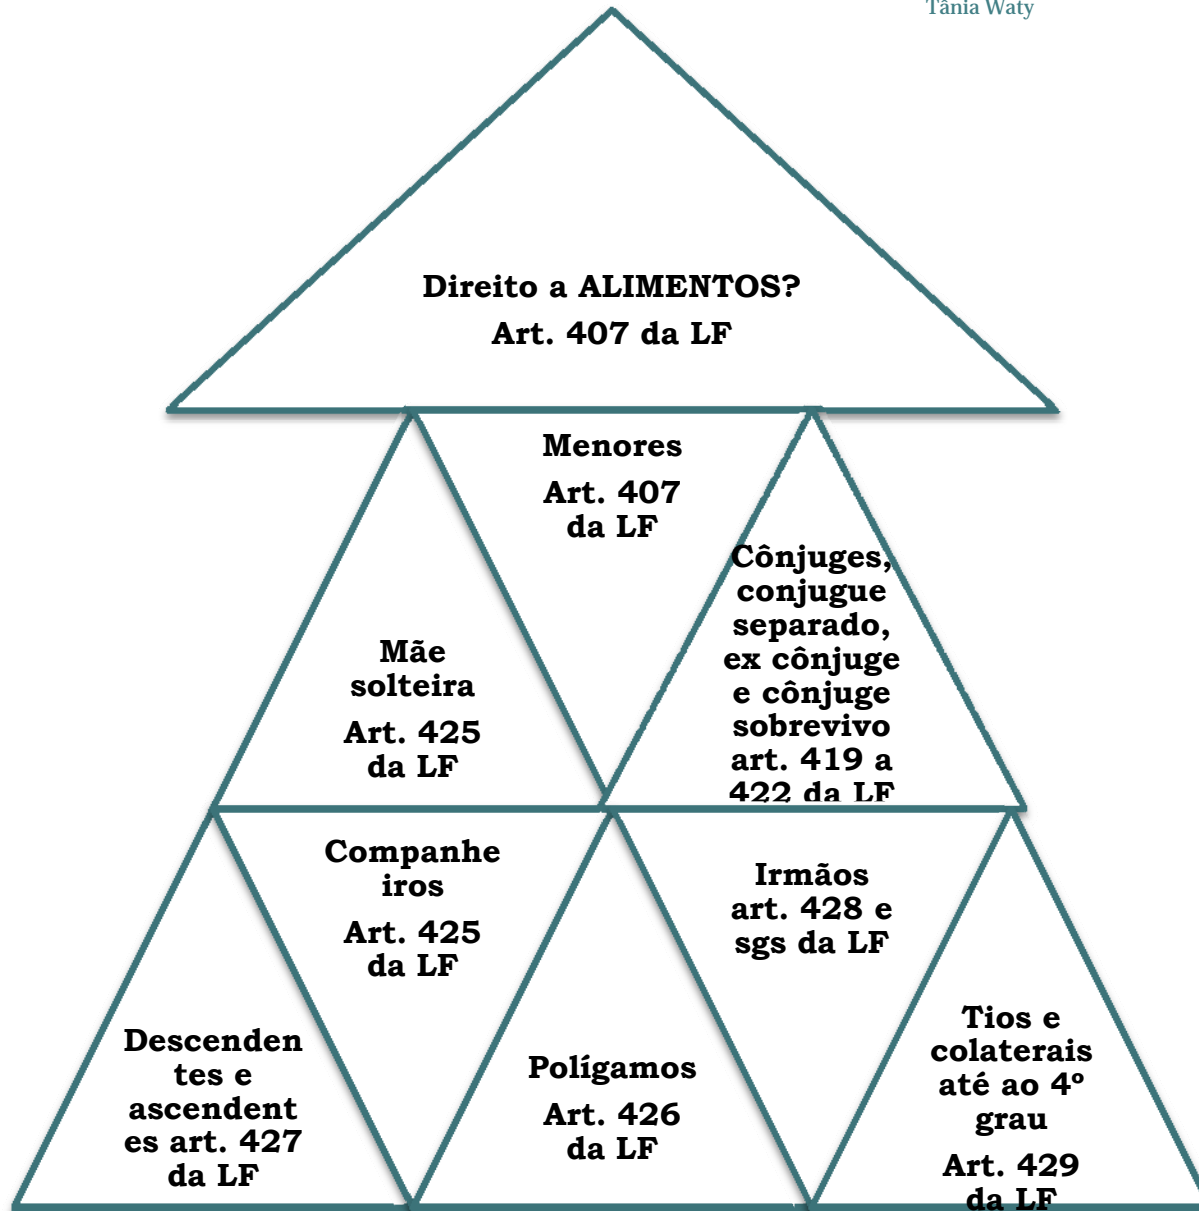 Tânia Waty
Direito a ALIMENTOS?
Art. 407 da LF
Menores
Art. 407
da LF
Mãe
solteira
Art. 425
da LF
Cônjuges,
conjugue
separado,
ex cônjuge
e cônjuge
sobrevivo
art. 419 a
422 da LF
Companhe
iros
Art. 425
da LF
Irmãos
art. 428 e
sgs da LF
Descenden
tes e
ascendent
es art. 427
da LF
Polígamos
Art. 426
da LF
Tios e
colaterais
até ao 4º
grau
Art. 429
da LF